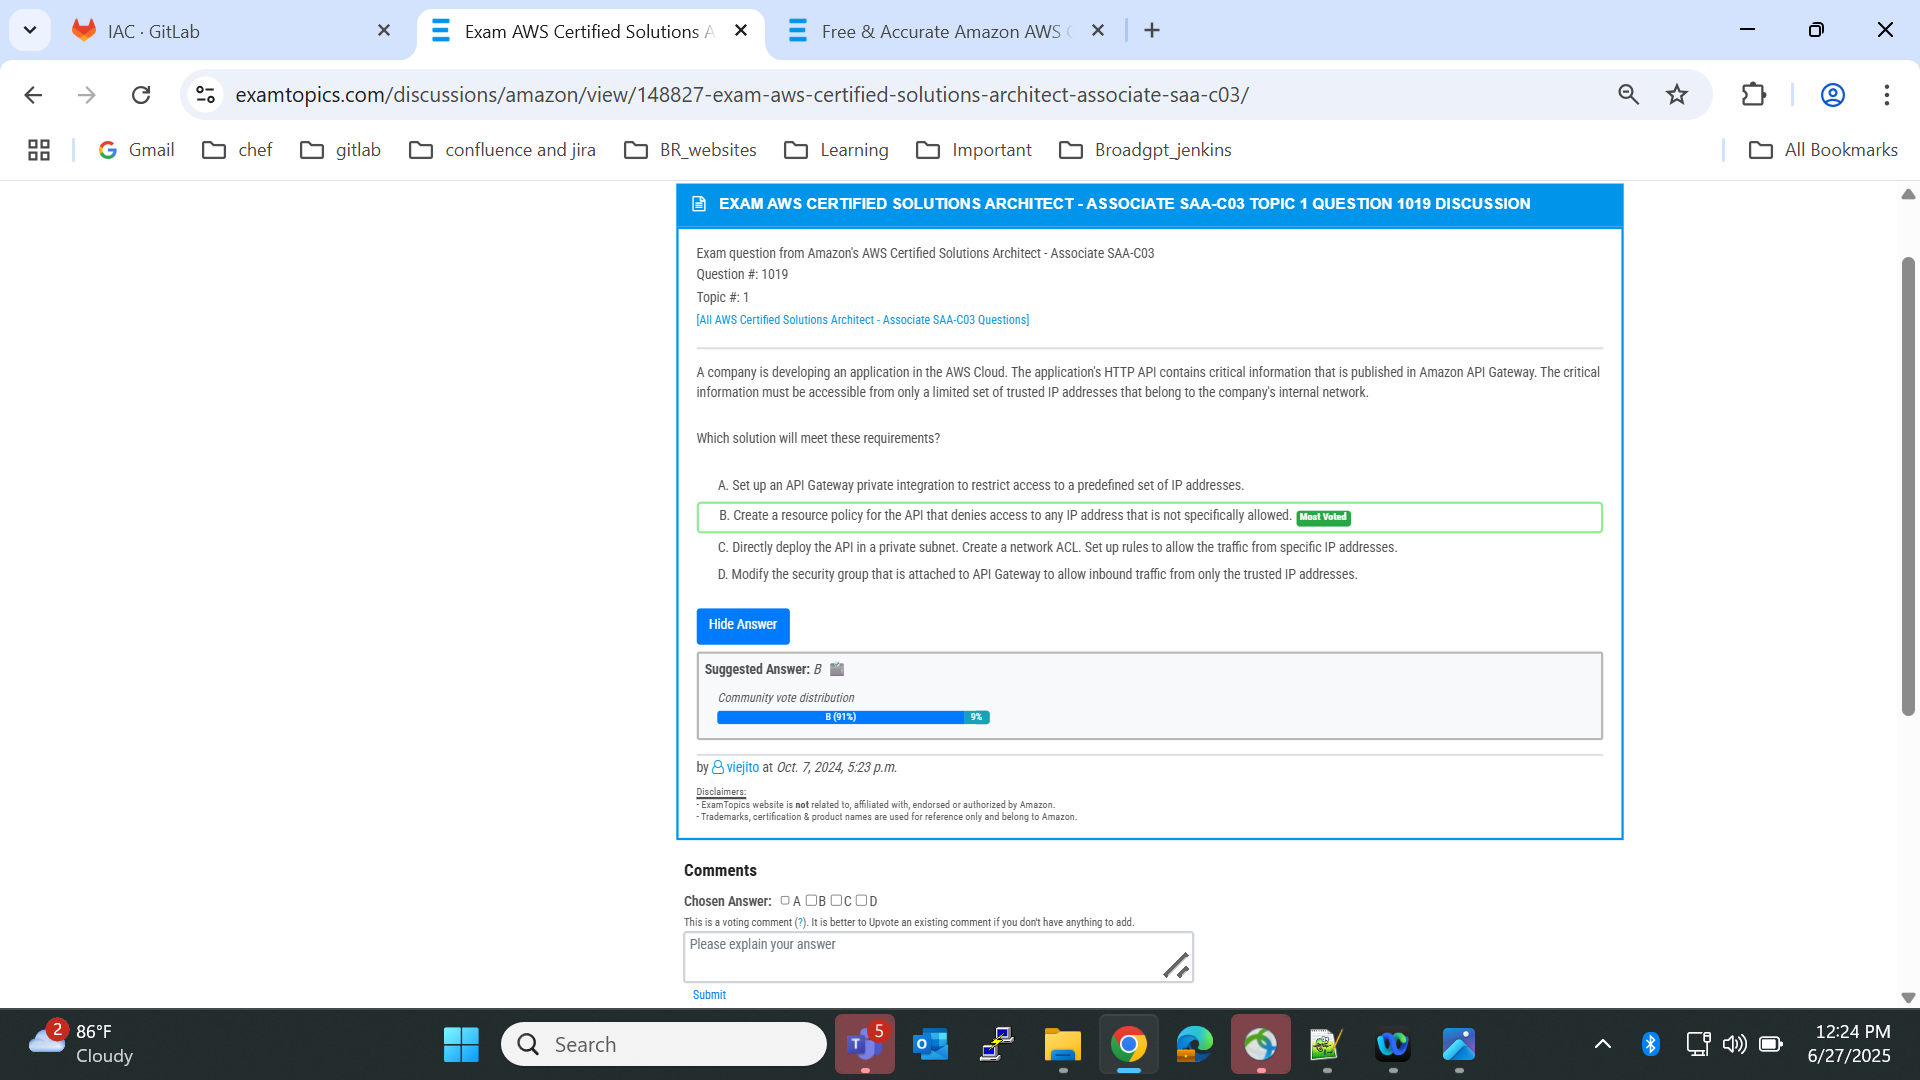 IAC · GitLab
Exam AWS Certified Solutions A
Free & Accurate Amazon AWS
examtopics.com/discussions/amazon/view/148827-exam-aws-certified-solutions-architect-associate-saa-c03/
Gmail
chef
gitlab
confluence and jira
BR_websites
Learning
Important
Broadgpt_jenkins
All Bookmarks
EXAM AWS CERTIFIED SOLUTIONS ARCHITECT - ASSOCIATE SAA-C03 TOPIC 1 QUESTION 1019 DISCUSSION
Exam question from Amazon's AWS Certified Solutions Architect - Associate SAA-C03
Question #: 1019
Topic #: 1
[All AWS Certified Solutions Architect - Associate SAA-C03 Questions]
A company is developing an application in the AWS Cloud. The application's HTTP API contains critical information that is published in Amazon API Gateway. The critical
information must be accessible from only a limited set of trusted IP addresses that belong to the company's internal network.
Which solution will meet these requirements?
A. Set up an API Gateway private integration to restrict access to a predefined set of IP addresses.
B. Create a resource policy for the API that denies access to any IP address that is not specifically allowed. Most Voted
C. Directly deploy the API in a private subnet. Create a network ACL. Set up rules to allow the traffic from specific IP addresses.
D. Modify the security group that is attached to API Gateway to allow inbound traffic from only the trusted IP addresses.
Hide Answer
Suggested Answer: B
Community vote distribution
B (91%) 9%
by viejito at Oct. 7, 2024, 5:23 p.m.
Disclaimers:
- ExamTopics website is not related to, affiliated with, endorsed or authorized by Amazon.
- Trademarks, certification & product names are used for reference only and belong to Amazon.
Comments
Chosen Answer: A B C D
This is a voting comment (?). It is better to Upvote an existing comment if you don't have anything to add.
Please explain your answer
Submit
2
86°F
Cloudy
Search
5
12:24 PM
6/27/2025